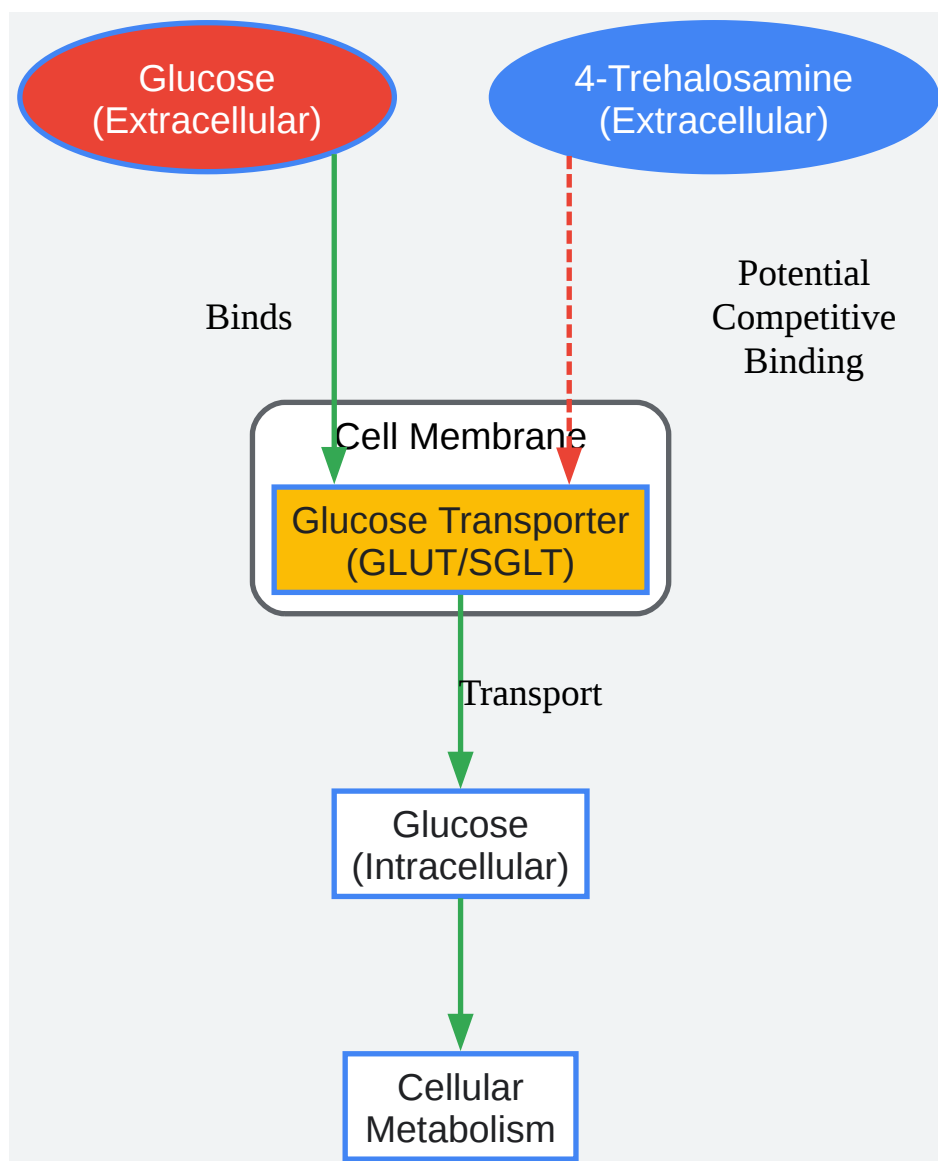 Glucose
(Extracellular)
4-Trehalosamine
(Extracellular)
Binds
Potential
Competitive
Binding
Cell Membrane
Glucose Transporter
(GLUT/SGLT)
Transport
Glucose
(Intracellular)
Cellular
Metabolism